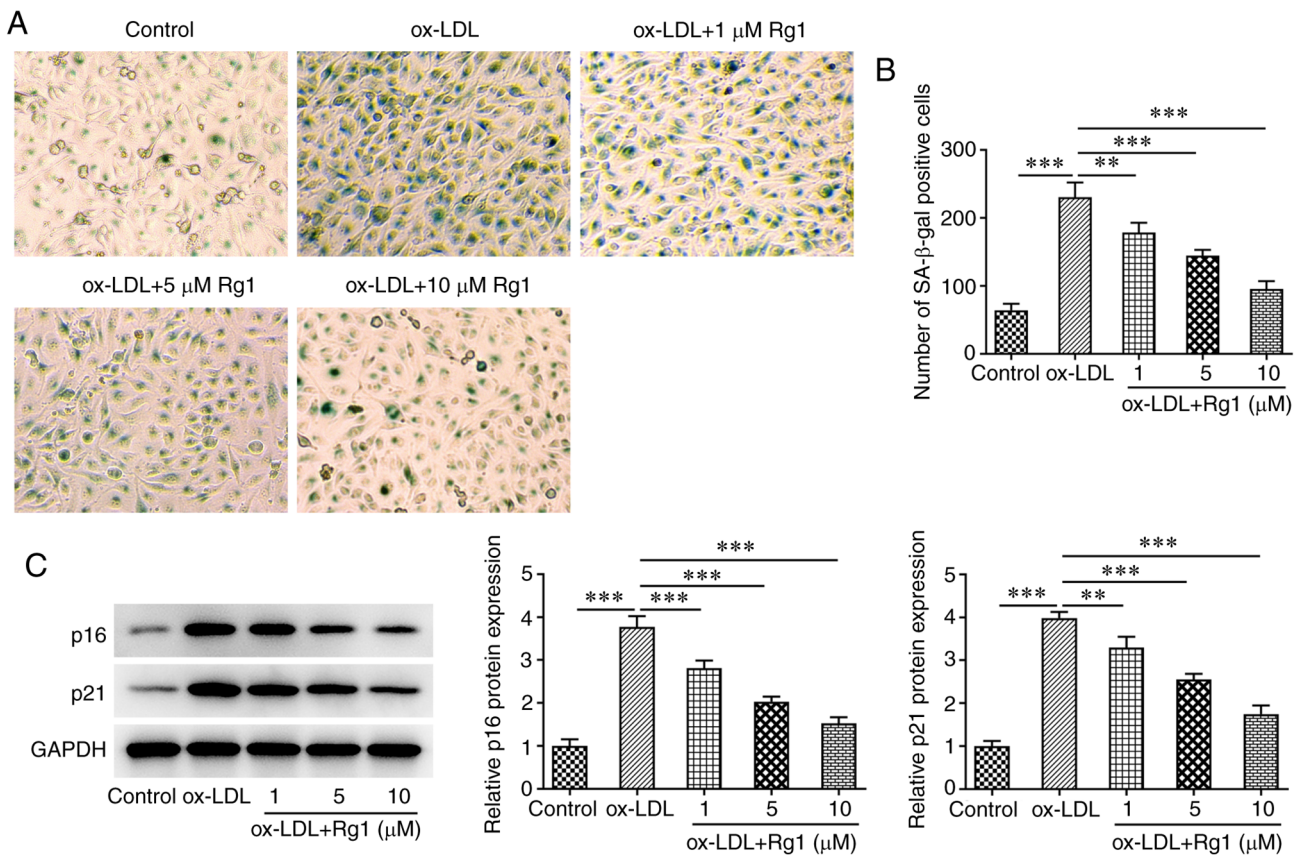 A
Control
ox-LDL
ox-LDL+1 μM Rg1
ox-LDL+5 μM Rg1
ox-LDL+10 μM Rg1
B
Number of SA-β-gal positive cells
300
200
100
0
***
***
***
**
Control ox-LDL 1 5 10
ox-LDL+Rg1 (μM)
C
p16
p21
GAPDH
Control ox-LDL 1 5 10
ox-LDL+Rg1 (μM)
Relative p16 protein expression
5
4
3
2
1
0
***
***
***
***
Control ox-LDL 1 5 10
ox-LDL+Rg1 (μM)
Relative p21 protein expression
5
4
3
2
1
0
***
***
***
**
Control ox-LDL 1 5 10
ox-LDL+Rg1 (μM)